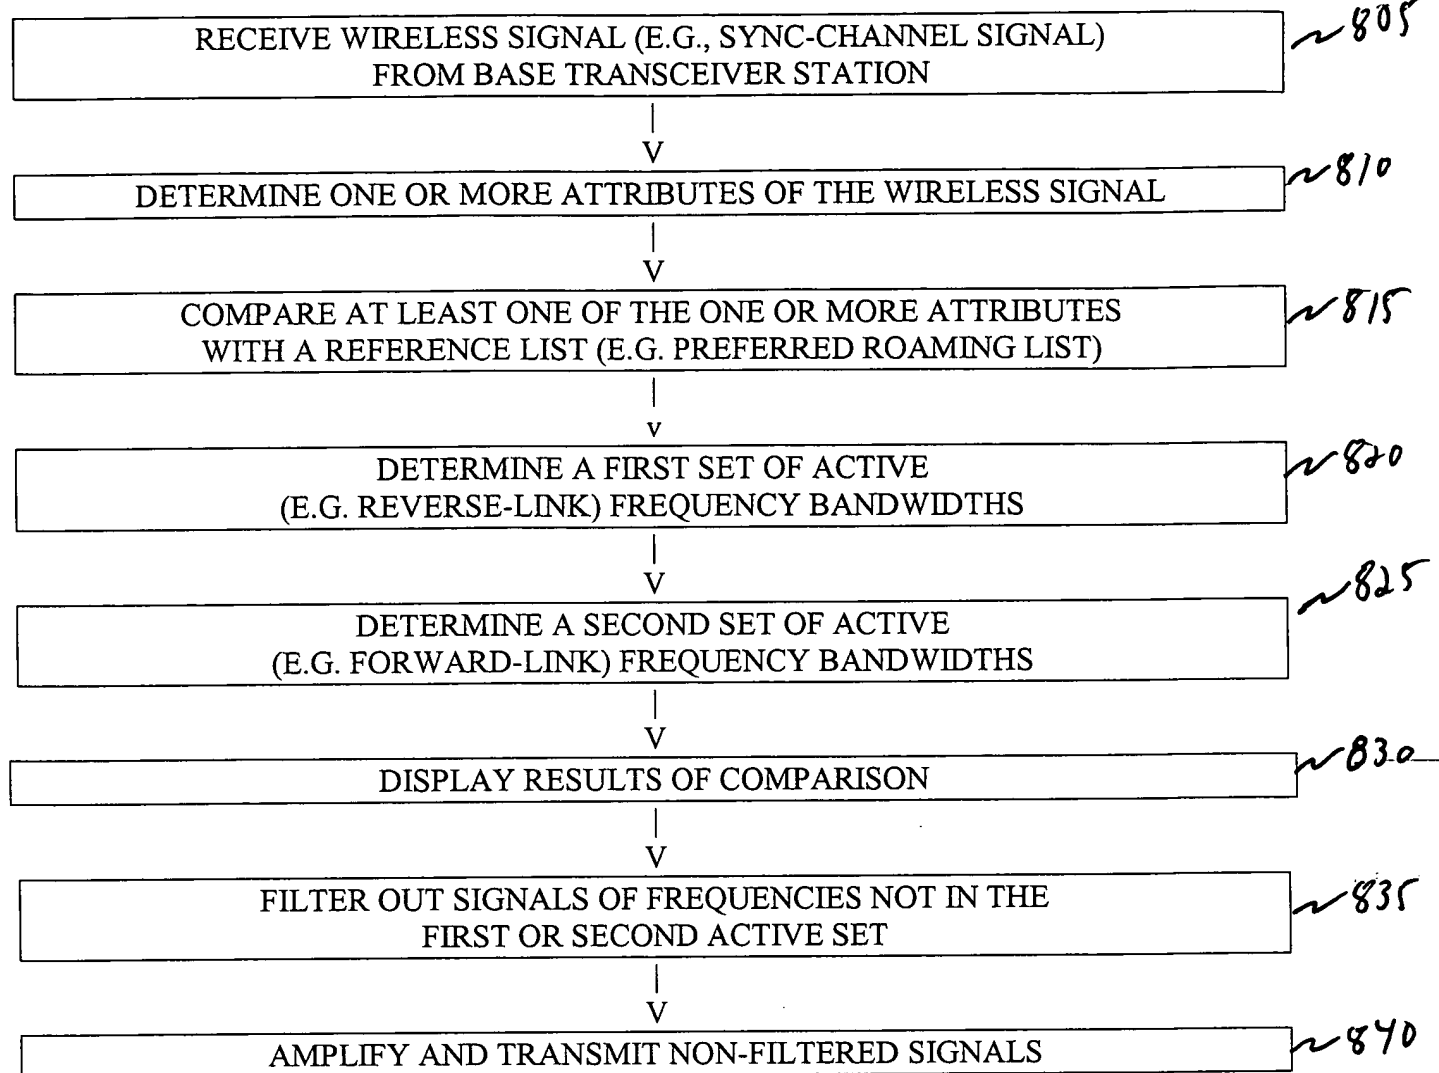 RECEIVE WIRELESS SIGNAL (E.G., SYNC-CHANNEL SIGNAL)
FROM BASE TRANSCEIVER STATION
805
V
DETERMINE ONE OR MORE ATTRIBUTES OF THE WIRELESS SIGNAL
810
V
COMPARE AT LEAST ONE OF THE ONE OR MORE ATTRIBUTES
WITH A REFERENCE LIST (E.G. PREFERRED ROAMING LIST)
815
v
DETERMINE A FIRST SET OF ACTIVE
(E.G. REVERSE-LINK) FREQUENCY BANDWIDTHS
820
V
DETERMINE A SECOND SET OF ACTIVE
(E.G. FORWARD-LINK) FREQUENCY BANDWIDTHS
825
V
DISPLAY RESULTS OF COMPARISON
830
V
FILTER OUT SIGNALS OF FREQUENCIES NOT IN THE
FIRST OR SECOND ACTIVE SET
835
V
AMPLIFY AND TRANSMIT NON-FILTERED SIGNALS
840